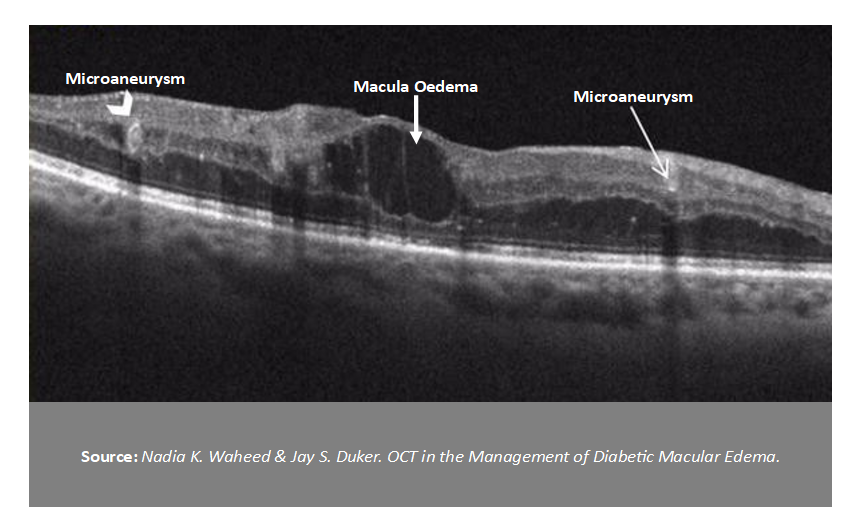 Microaneurysm
Macula Oedema
Microaneurysm
Source: Nadia K. Waheed & Jay S. Duker. OCT in the Management of Diabetic Macular Edema.